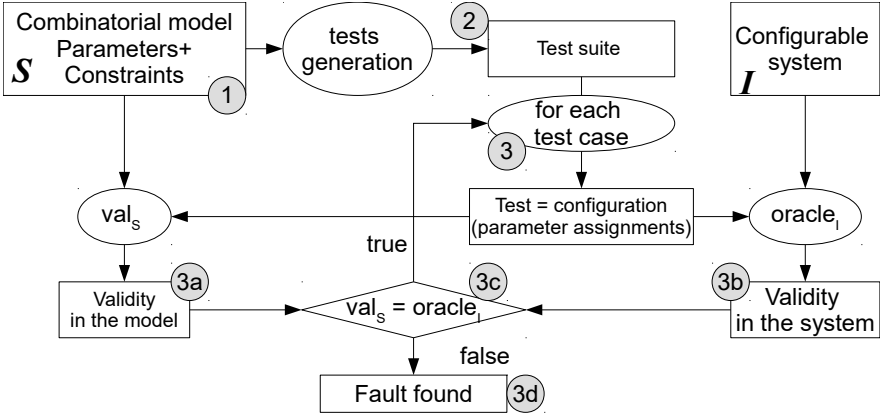 Combinatorial model
Parameters+
Constraints
S
1
tests
generation
2
Test suite
Configurable
system
I
for each
test case
3
val_S
Test = configuration
(parameter assignments)
oracle_I
true
3a
Validity
in the model
val_S = oracle_I
3c
3b
Validity
in the system
false
Fault found
3d